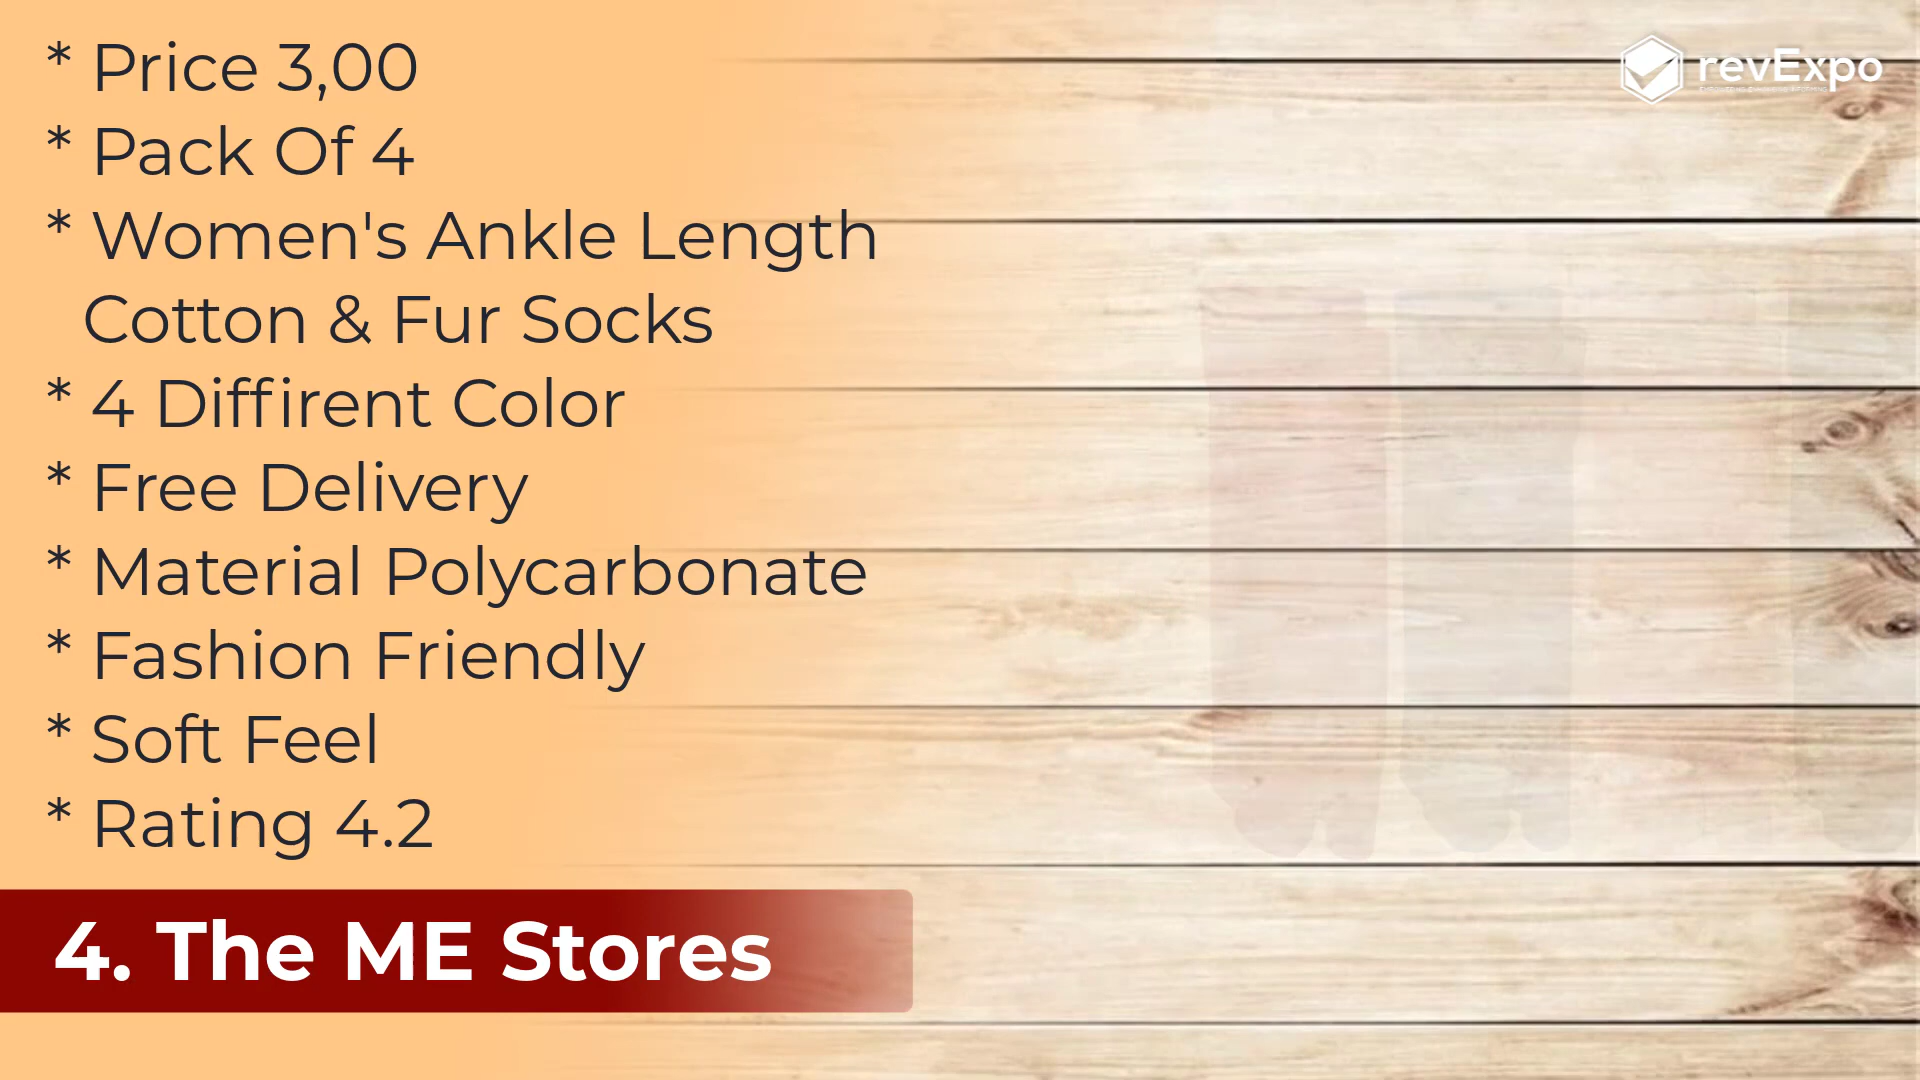 * Price 3,00
* Pack Of 4
* Women's Ankle Length
Cotton & Fur Socks
* 4 Diffirent Color
* Free Delivery
* Material Polycarbonate
* Fashion Friendly
* Soft Feel
* Rating 4.2
4. The ME Stores
revExpo